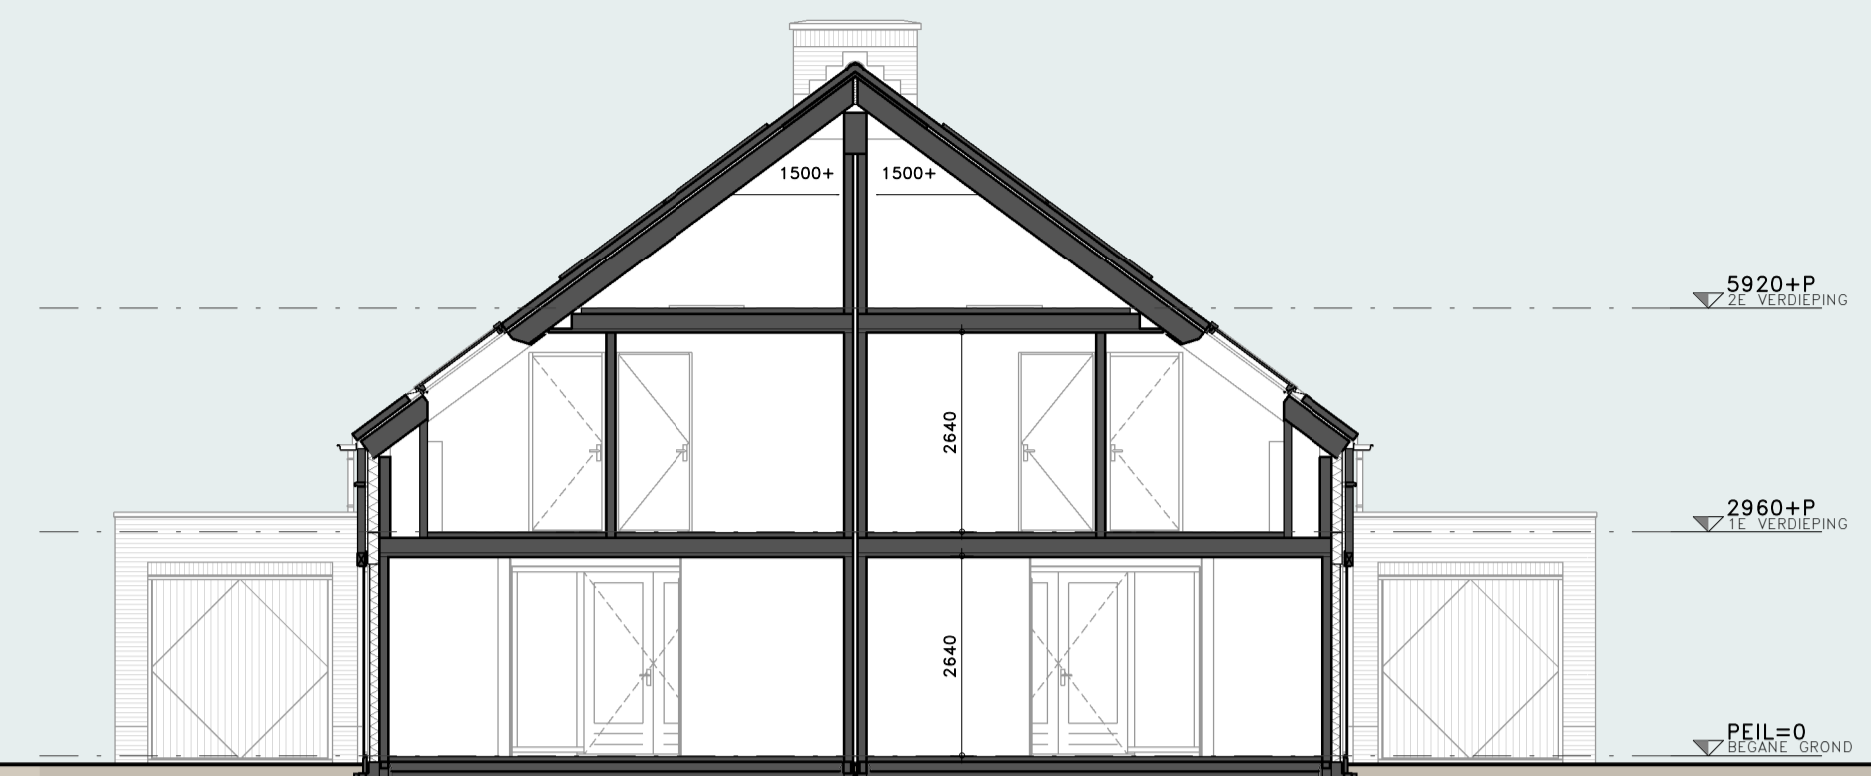 1500+ 1500+
5920+P
2E VERDIEPING
2640
2960+P
1E VERDIEPING
2640
PEIL=0
BEGANE GROND